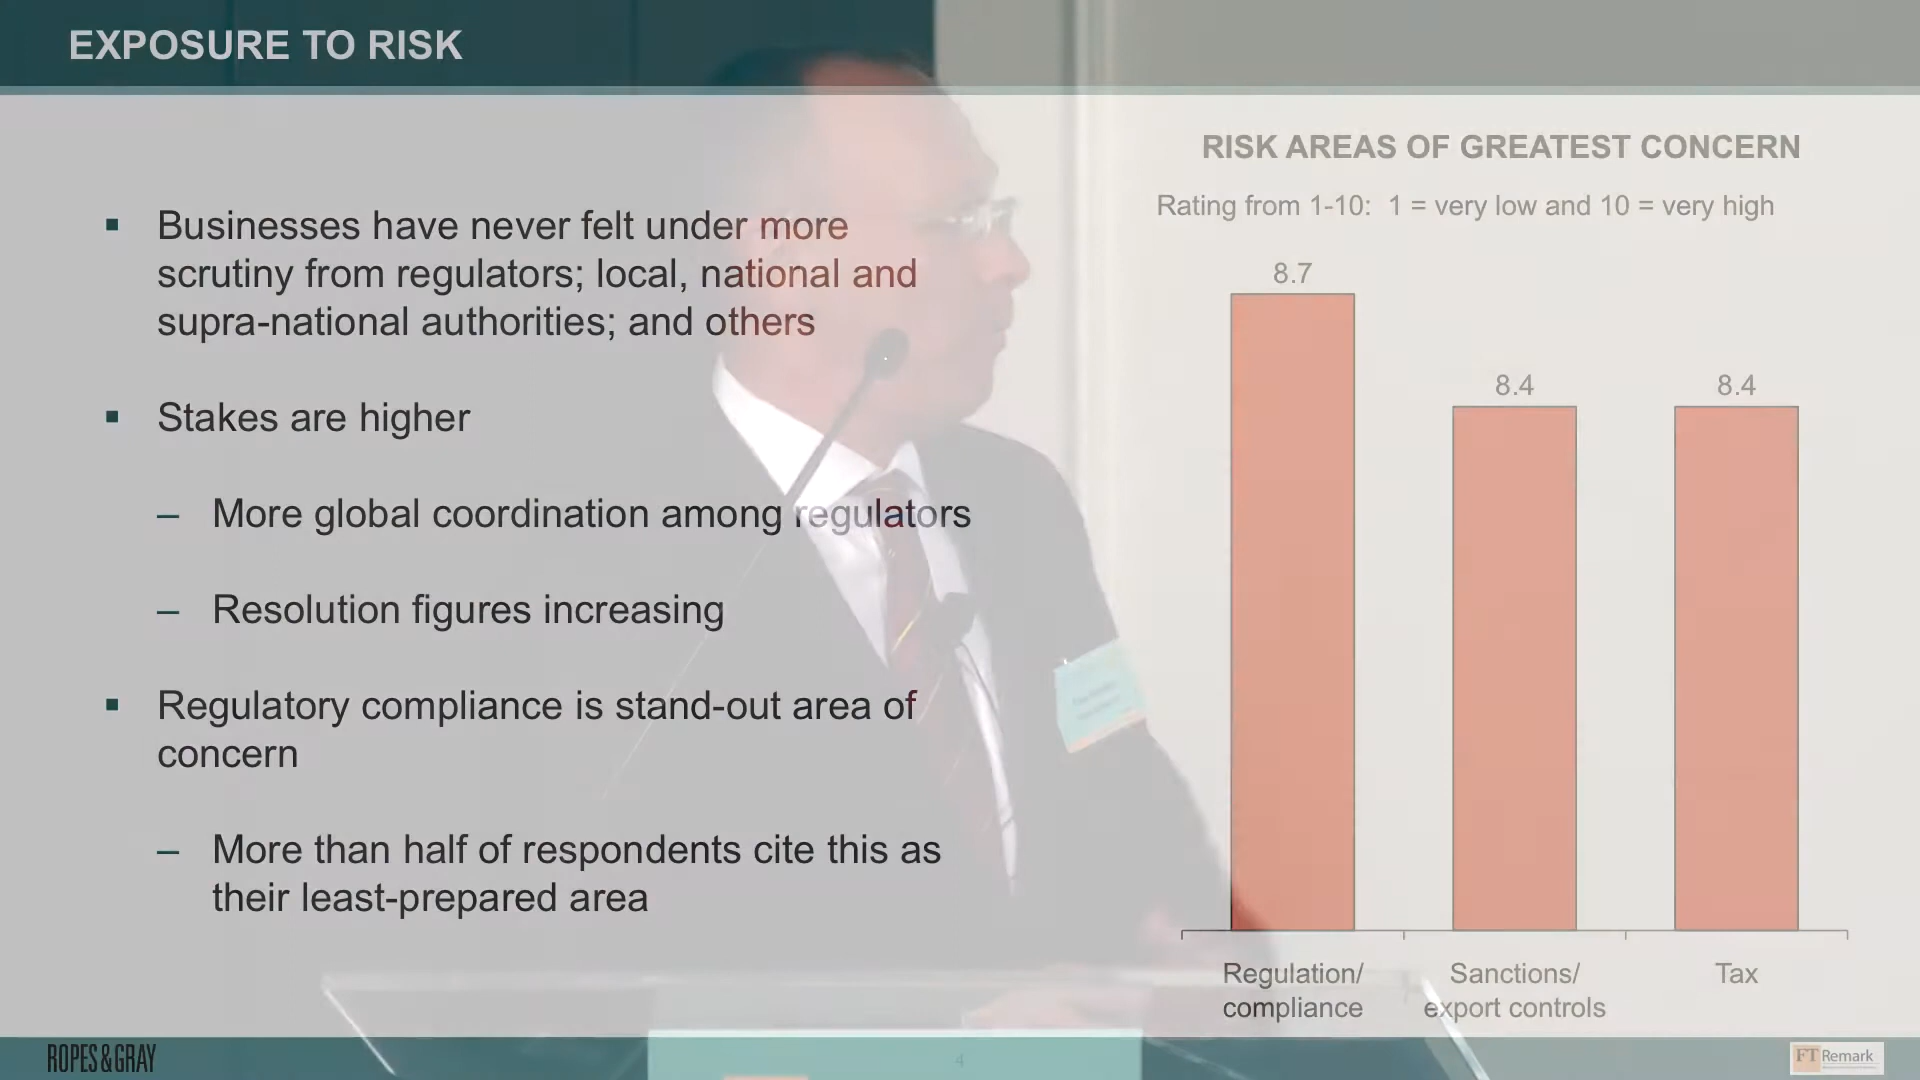 EXPOSURE TO RISK
▪ Businesses have never felt under more
scrutiny from regulators; local, national and
supra-national authorities; and others
▪ Stakes are higher
– More global coordination among regulators
– Resolution figures increasing
▪ Regulatory compliance is stand-out area of
concern
– More than half of respondents cite this as
their least-prepared area
RISK AREAS OF GREATEST CONCERN
Rating from 1-10: 1 = very low and 10 = very high
8.7
8.4
8.4
Regulation/
compliance
Sanctions/
export controls
Tax
ROPES&GRAY
4
FT Remark